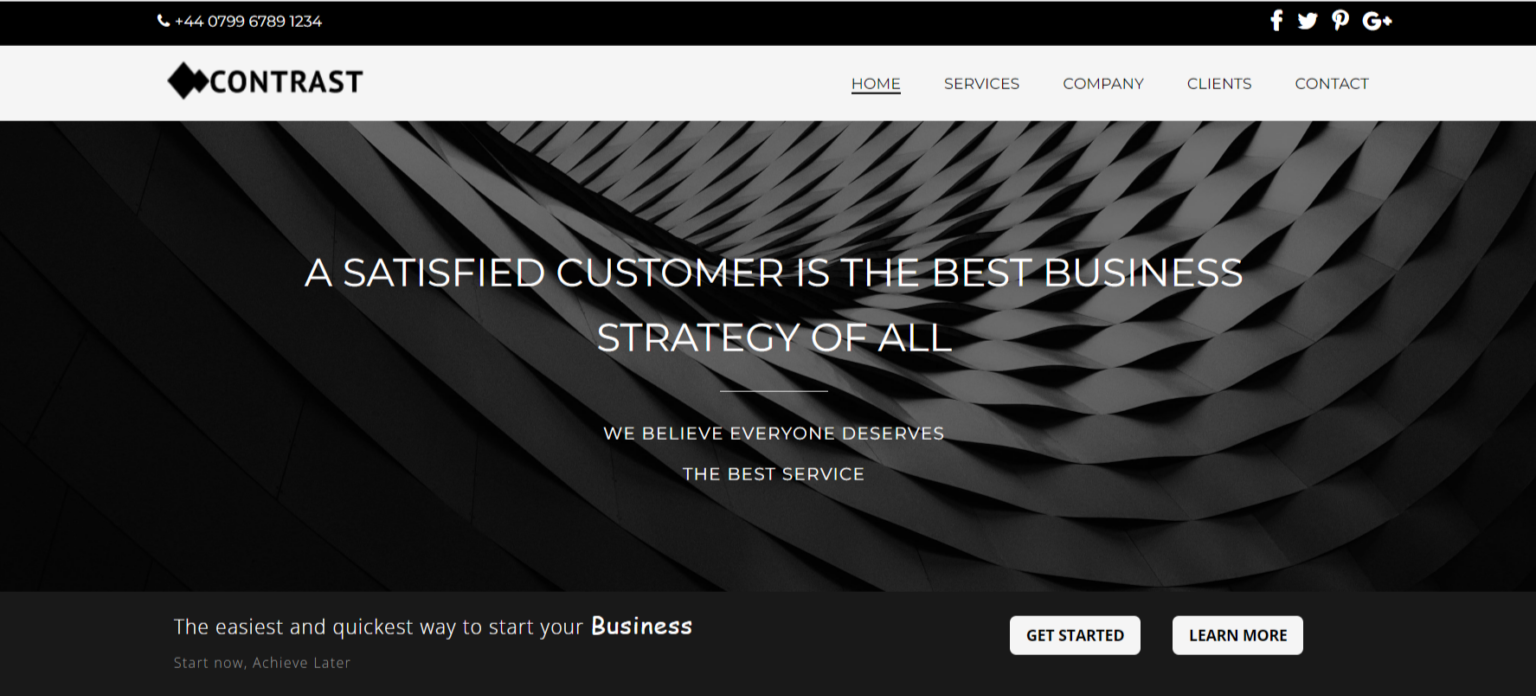 +44 0799 6789 1234
CONTRAST
HOME SERVICES COMPANY CLIENTS CONTACT
A SATISFIED CUSTOMER IS THE BEST BUSINESS
STRATEGY OF ALL
WE BELIEVE EVERYONE DESERVES
THE BEST SERVICE
The easiest and quickest way to start your Business
Start now, Achieve Later
GET STARTED LEARN MORE